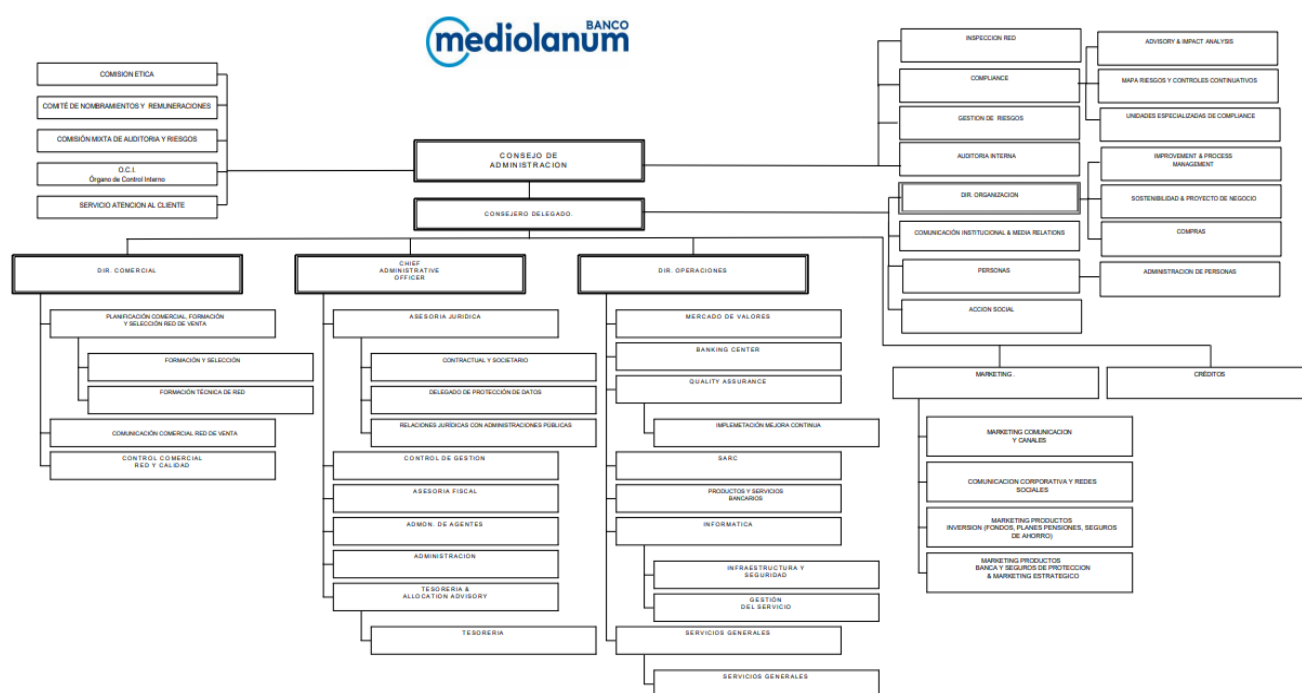 BANCO
mediolanum
COMISION ETICA
COMITÉ DE NOMBRAMIENTOS Y REMUNERACIONES
COMISIÓN MIXTA DE AUDITORIA Y RIESGOS
O.C.I.
Órgano de Control Interno
SERVICIO ATENCION AL CLIENTE
CONSEJO DE
ADMINISTRACION
CONSEJERO DELEGADO.
INSPECCION RED
COMPLIANCE
GESTION DE RIESGOS
AUDITORIA INTERNA
DIR. ORGANIZACION
COMUNICACIÓN INSTITUCIONAL & MEDIA RELATIONS
PERSONAS
ACCION SOCIAL
ADVISORY & IMPACT ANALYSIS
MAPA RIESGOS Y CONTROLES CONTINUATIVOS
UNIDADES ESPECIALIZADAS DE COMPLIANCE
IMPROVEMENT & PROCESS
MANAGEMENT
SOSTENIBILIDAD & PROYECTO DE NEGOCIO
COMPRAS
ADMINISTRACION DE PERSONAS
DIR. COMERCIAL
PLANIFICACIÓN COMERCIAL, FORMACIÓN
Y SELECCIÓN RED DE VENTA
FORMACIÓN Y SELECCIÓN
FORMACIÓN TÉCNICA DE RED
COMUNICACIÓN COMERCIAL RED DE VENTA
CONTROL COMERCIAL
RED Y CALIDAD
CHIEF
ADMINISTRATIVE
OFFICER
ASESORIA JURIDICA
CONTRACTUAL Y SOCIETARIO
DELEGADO DE PROTECCIÓN DE DATOS
RELACIONES JURÍDICAS CON ADMINISTRACIONES PÚBLICAS
CONTROL DE GESTION
ASESORIA FISCAL
ADMON. DE AGENTES
ADMINISTRACION
TESORERIA &
ALLOCATION ADVISORY
TESORERIA
DIR. OPERACIONES
MERCADO DE VALORES
BANKING CENTER
QUALITY ASSURANCE
IMPLEMETACIÓN MEJORA CONTINUA
SARC
PRODUCTOS Y SERVICIOS
BANCARIOS
INFORMATICA
INFRAESTRUCTURA Y
SEGURIDAD
GESTIÓN
DEL SERVICIO
SERVICIOS GENERALES
SERVICIOS GENERALES
MARKETING .
MARKETING COMUNICACION
Y CANALES
COMUNICACION CORPORATIVA Y REDES
SOCIALES
MARKETING PRODUCTOS
INVERSION (FONDOS, PLANES PENSIONES, SEGUROS
DE AHORRO)
MARKETING PRODUCTOS
BANCA Y SEGUROS DE PROTECCION
& MARKETING ESTRATEGICO
CRÉDITOS